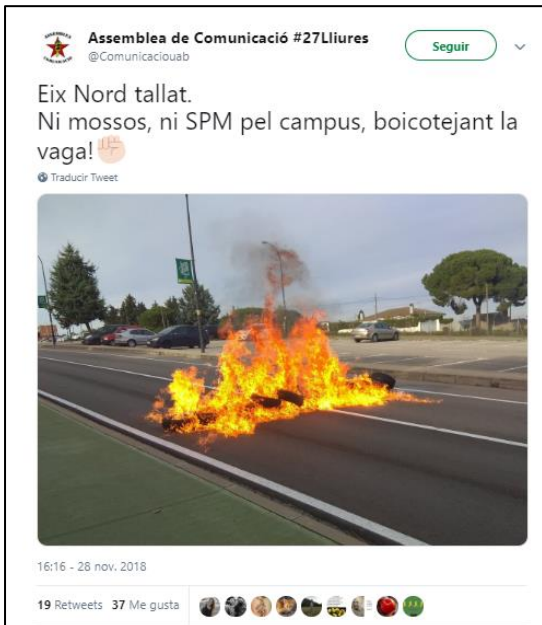 Assemblea de Comunicació #27Lliures
@Comunicaciouab
Seguir
Eix Nord tallat.
Ni mossos, ni SPM pel campus, boicotejant la
vaga!✊🏻
Traducir Tweet
16:16 - 28 nov. 2018
19 Retweets 37 Me gusta